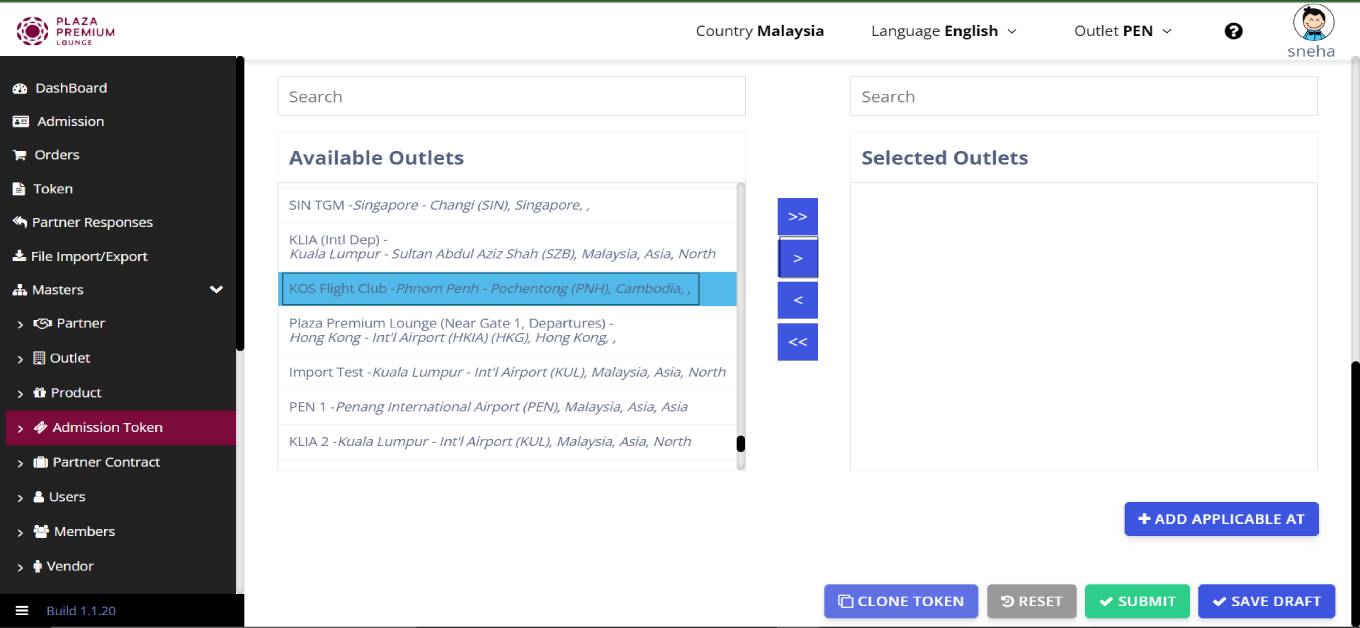 PLAZA
PREMIUM
LOUNGE
Country Malaysia
Language English
Outlet PEN
?
sneha
DashBoard
Admission
Orders
Token
Partner Responses
File Import/Export
Masters
Partner
Outlet
Product
Admission Token
Partner Contract
Users
Members
Vendor
Build 1.1.20
Search
Available Outlets
SIN TGM -Singapore - Changi (SIN), Singapore, ,
KLIA (Intl Dep) -
Kuala Lumpur - Sultan Abdul Aziz Shah (SZB), Malaysia, Asia, North
KOS Flight Club -Phnom Penh - Pochentong (PNH), Cambodia, ,
Plaza Premium Lounge (Near Gate 1, Departures) -
Hong Kong - Int'l Airport (HKIA) (HKG), Hong Kong, ,
Import Test -Kuala Lumpur - Int'l Airport (KUL), Malaysia, Asia, North
PEN 1 -Penang International Airport (PEN), Malaysia, Asia, Asia
KLIA 2 -Kuala Lumpur - Int'l Airport (KUL), Malaysia, Asia, North
>>
>
<
<<
Search
Selected Outlets
+ ADD APPLICABLE AT
CLONE TOKEN
RESET
SUBMIT
SAVE DRAFT